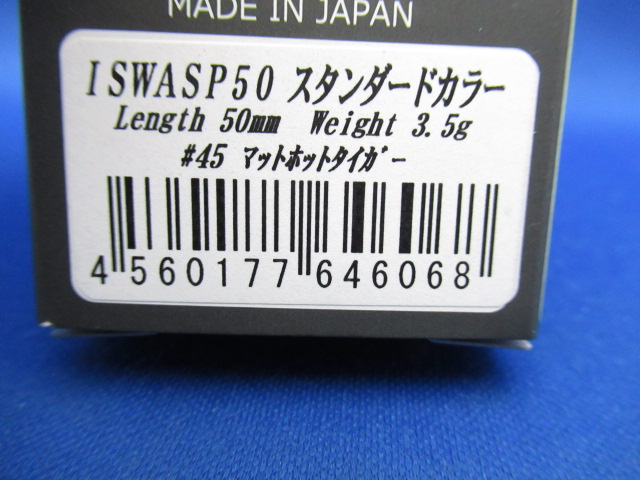 MADE IN JAPAN
ISWASP50 スタンダードカラー
Length 50mm Weight 3.5g
#45 マットホットタイガー
4 560177 646068